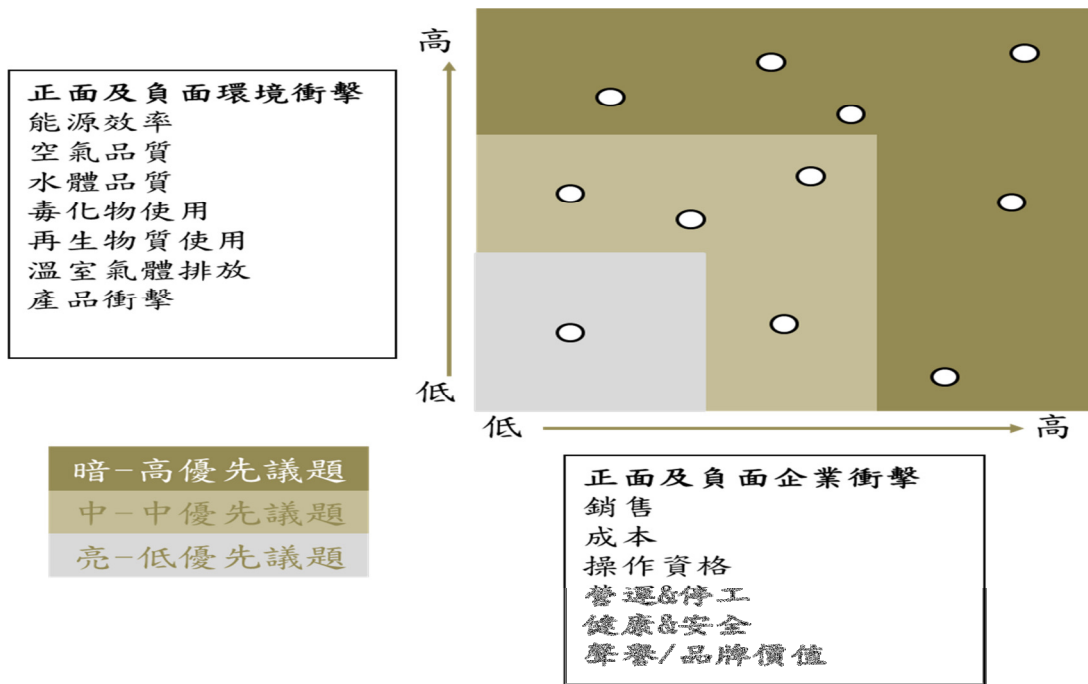 高
正面及負面環境衝擊
能源效率
空氣品質
水體品質
毒化物使用
再生物質使用
溫室氣體排放
產品衝擊
低
低
高
暗-高優先議題
中-中優先議題
亮-低優先議題
正面及負面企業衝擊
銷售
成本
操作資格
營運&停工
健康&安全
聲譽/品牌價值